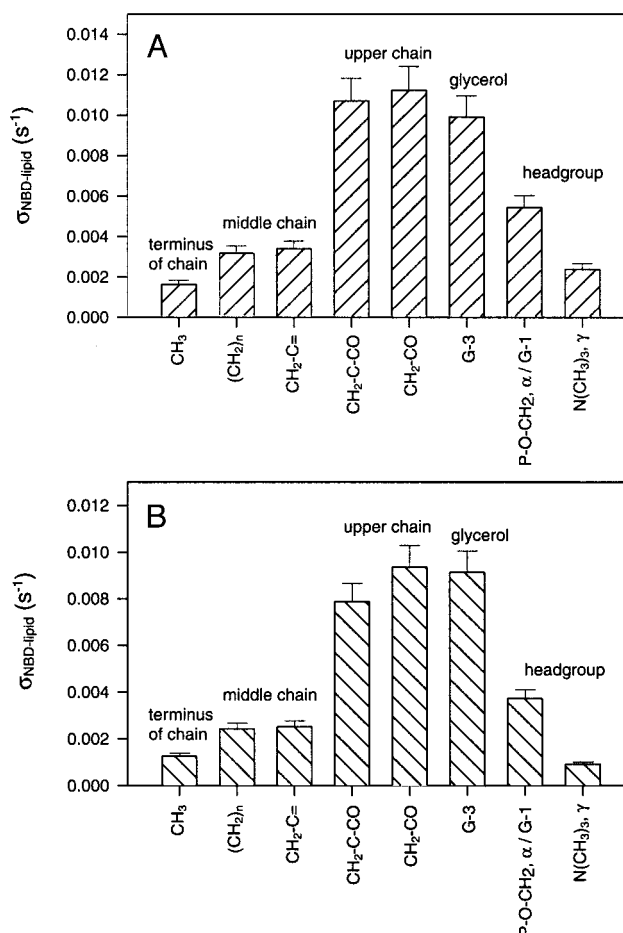 A
0.014
0.012
0.010
0.008
0.006
0.004
0.002
0.000
σNBD-lipid (s⁻¹)
upper chain
glycerol
headgroup
middle chain
terminus
of chain
CH₃
(CH₂)ₙ
CH₂-C=
CH₂-C-CO
CH₂-CO
G-3
P-O-CH₂, α / G-1
N(CH₃)₃, γ
B
0.012
0.010
0.008
0.006
0.004
0.002
0.000
σNBD-lipid (s⁻¹)
upper chain
glycerol
headgroup
middle chain
terminus
of chain
CH₃
(CH₂)ₙ
CH₂-C=
CH₂-C-CO
CH₂-CO
G-3
P-O-CH₂, α / G-1
N(CH₃)₃, γ